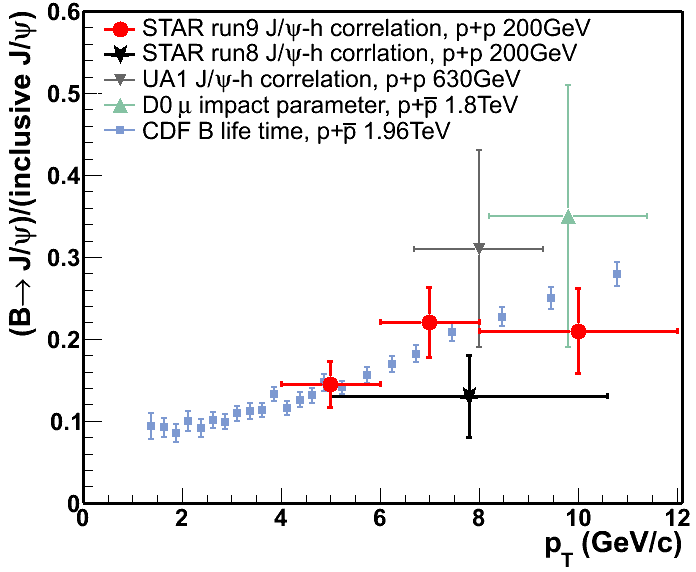 0.6
STAR run9 J/ψ-h correlation, p+p 200GeV
STAR run8 J/ψ-h corrlation, p+p 200GeV
UA1 J/ψ-h correlation, p+p 630GeV
D0 μ impact parameter, p+p̅ 1.8TeV
CDF B life time, p+p̅ 1.96TeV
0.5
0.4
0.3
0.2
0.1
0
(B→ J/ψ)/(inclusive J/ψ)
0 2 4 6 8 10 12
p_T (GeV/c)